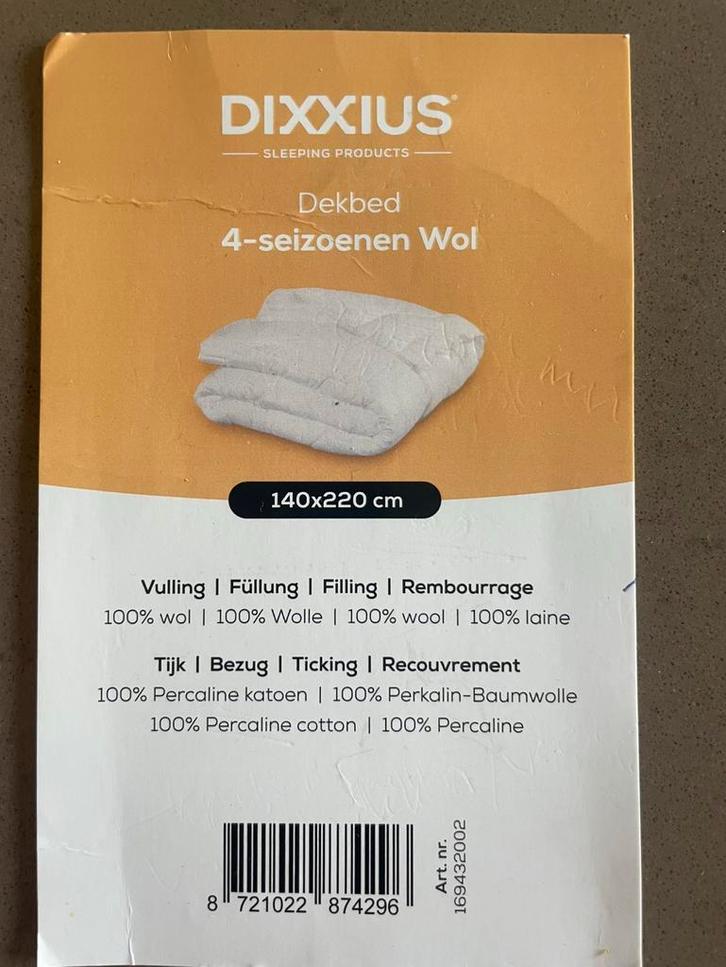 DIXXIUS
SLEEPING PRODUCTS
Dekbed
4-seizoenen Wol
140x220 cm
Vulling | Füllung | Filling | Rembourrage
100% wol | 100% Wolle | 100% wool | 100% laine
Tijk | Bezug | Ticking | Recouvrement
100% Percaline katoen | 100% Perkalin-Baumwolle
100% Percaline cotton | 100% Percaline
8 721022 874296
Art. nr.
169432002